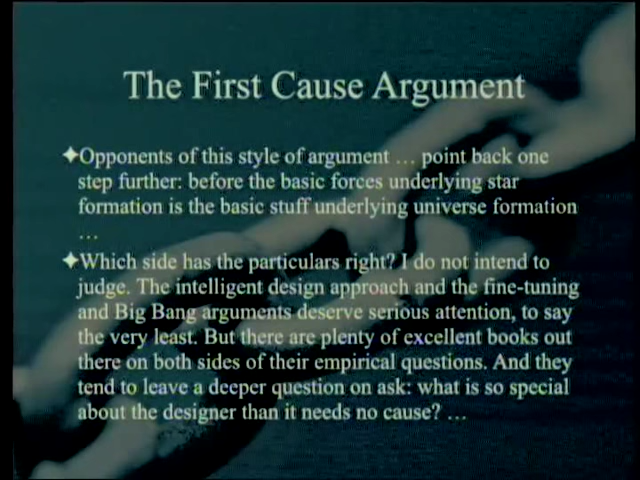 The First Cause Argument
✦Opponents of this style of argument … point back one
step further: before the basic forces underlying star
formation is the basic stuff underlying universe formation
…
✦Which side has the particulars right? I do not intend to
judge. The intelligent design approach and the fine-tuning
and Big Bang arguments deserve serious attention, to say
the very least. But there are plenty of excellent books out
there on both sides of their empirical questions. And they
tend to leave a deeper question on ask: what is so special
about the designer than it needs no cause? …